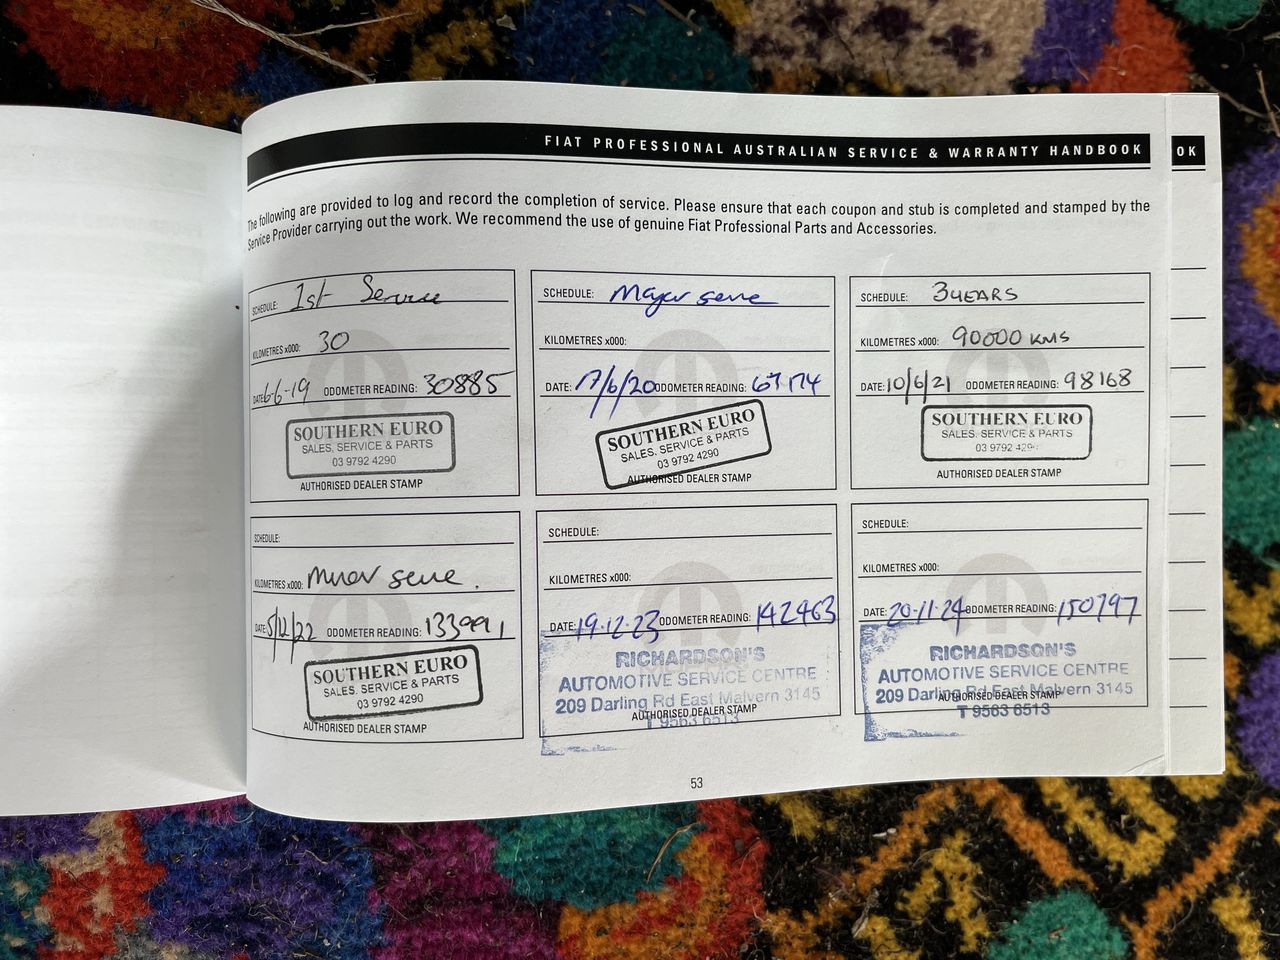 FIAT PROFESSIONAL AUSTRALIAN SERVICE & WARRANTY HANDBOOK
OK
The following are provided to log and record the completion of service. Please ensure that each coupon and stub is completed and stamped by the
Service Provider carrying out the work. We recommend the use of genuine Fiat Professional Parts and Accessories.
SCHEDULE: 1st Service
KILOMETRES x000: 30
DATE: 6-6-19 ODOMETER READING: 30885
SOUTHERN EURO
SALES, SERVICE & PARTS
03 9792 4290
AUTHORISED DEALER STAMP
SCHEDULE: Major
KILOMETRES x000:
DATE: 17/6/20 ODOMETER READING: 67174
SOUTHERN EURO
SALES, SERVICE & PARTS
03 9792 4290
AUTHORISED DEALER STAMP
SCHEDULE: 3 YEARS
KILOMETRES x000: 90000 KMS
DATE: 10/6/21 ODOMETER READING: 98168
SOUTHERN EURO
SALES, SERVICE & PARTS
03 9792
AUTHORISED DEALER STAMP
SCHEDULE:
KILOMETRES x000: Minor
DATE: 5/12/22 ODOMETER READING: 133991
SOUTHERN EURO
SALES, SERVICE & PARTS
03 9792 4290
AUTHORISED DEALER STAMP
SCHEDULE:
KILOMETRES x000:
DATE: 19.12.23 ODOMETER READING: 142463
RICHARDSON'S
AUTOMOTIVE SERVICE CENTRE
209 Darling Rd East Malvern 3145
AUTHORISED DEALER STAMP
T 9563 6513
SCHEDULE:
KILOMETRES x000:
DATE: 20.11.24 ODOMETER READING: 150797
RICHARDSON'S
AUTOMOTIVE SERVICE CENTRE
209 Darling Rd East Malvern 3145
AUTHORISED DEALER STAMP
T 9563 6513
53